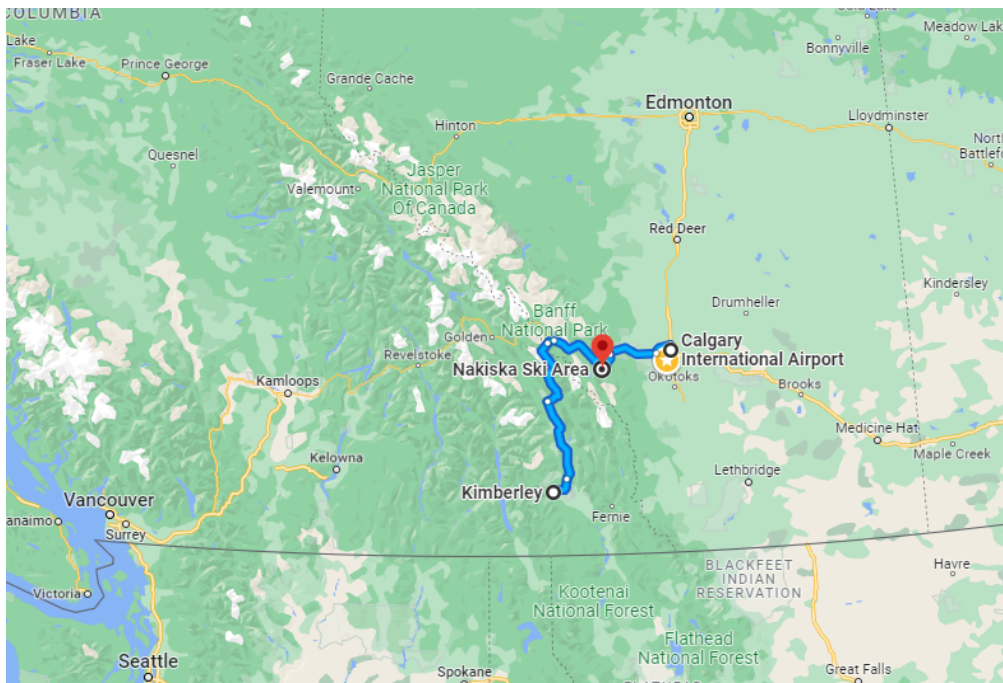 COLUMBIA
Lake
Fraser Lake
Prince George
Grande Cache
Bonnyville
Cold Lake
Meadow Lak
Edmonton
Lloydminster
Hinton
North
Battlefo
Quesnel
Valemount
Jasper
National Park
Of Canada
Red Deer
Kindersley
Drumheller
Banff
National Park
Golden
Revelstoke
Calgary
International Airport
Nakiska Ski Area
Okotoks
Brooks
Kamloops
Medicine Hat
Maple Creek
Kelowna
Lethbridge
Kimberley
Fernie
Vancouver
Surrey
anaimo
BLACKFEET
INDIAN
RESERVATION
Havre
Victoria
Kootenai
National Forest
Flathead
National Forest
Seattle
Spokane
Great Falls